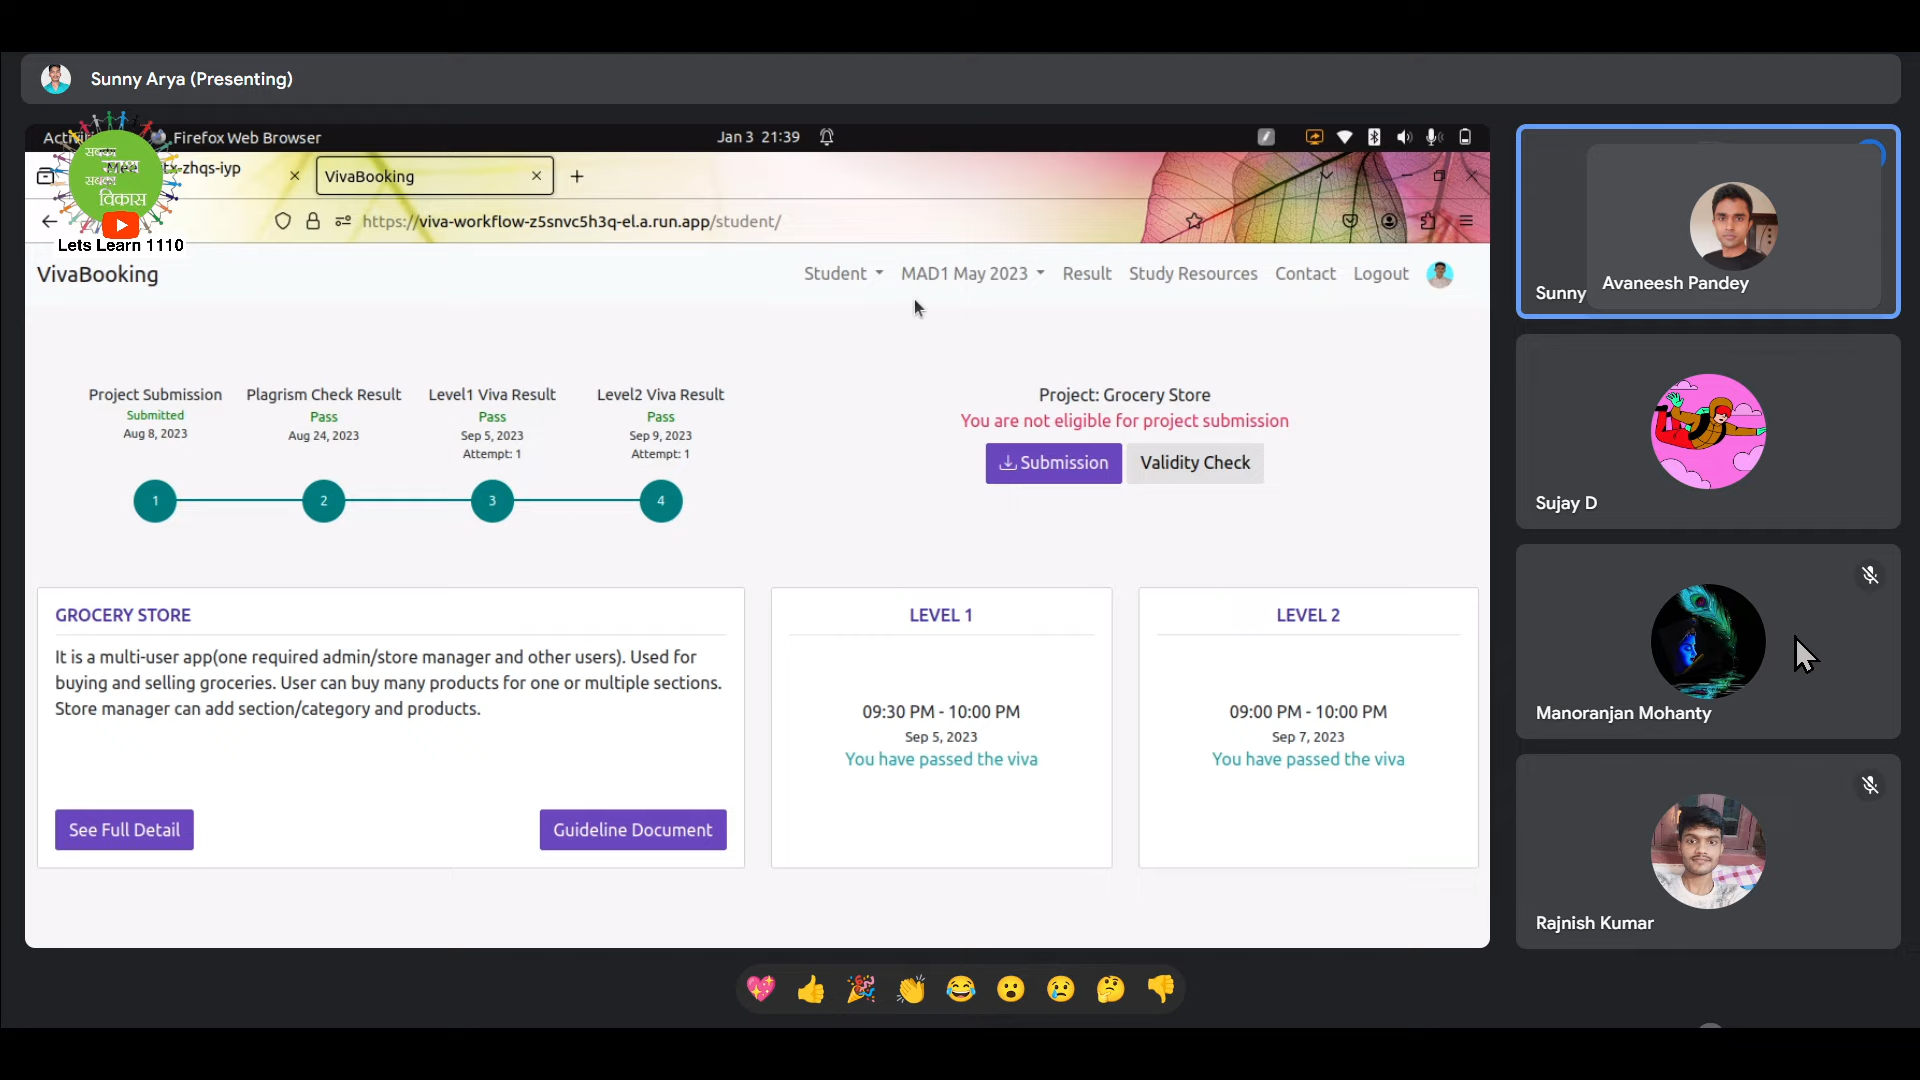 Sunny Arya (Presenting)
Firefox Web Browser
Jan 3 21:39
सबका साथ
सबका विकास
Lets Learn 1110
tx-zhqs-iyp
VivaBooking
https://viva-workflow-z5snvc5h3q-el.a.run.app/student/
VivaBooking
Student
MAD1 May 2023
Result
Study Resources
Contact
Logout
Project Submission
Submitted
Aug 8, 2023
Plagrism Check Result
Pass
Aug 24, 2023
Level1 Viva Result
Pass
Sep 5, 2023
Attempt: 1
Level2 Viva Result
Pass
Sep 9, 2023
Attempt: 1
1
2
3
4
Project: Grocery Store
You are not eligible for project submission
Submission
Validity Check
GROCERY STORE
It is a multi-user app(one required admin/store manager and other users). Used for
buying and selling groceries. User can buy many products for one or multiple sections.
Store manager can add section/category and products.
See Full Detail
Guideline Document
LEVEL 1
09:30 PM - 10:00 PM
Sep 5, 2023
You have passed the viva
LEVEL 2
09:00 PM - 10:00 PM
Sep 7, 2023
You have passed the viva
Sunny
Avaneesh Pandey
Sujay D
Manoranjan Mohanty
Rajnish Kumar